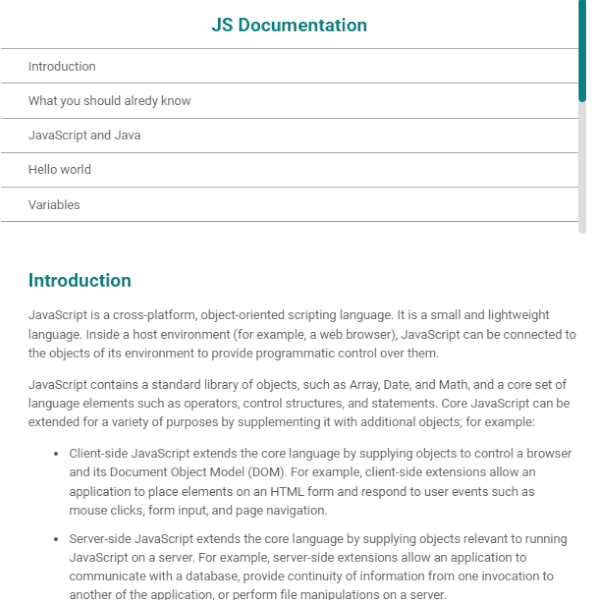 JS Documentation
Introduction
What you should alredy know
JavaScript and Java
Hello world
Variables
Introduction
JavaScript is a cross-platform, object-oriented scripting language. It is a small and lightweight
language. Inside a host environment (for example, a web browser), JavaScript can be connected to
the objects of its environment to provide programmatic control over them.
JavaScript contains a standard library of objects, such as Array, Date, and Math, and a core set of
language elements such as operators, control structures, and statements. Core JavaScript can be
extended for a variety of purposes by supplementing it with additional objects; for example:
• Client-side JavaScript extends the core language by supplying objects to control a browser
and its Document Object Model (DOM). For example, client-side extensions allow an
application to place elements on an HTML form and respond to user events such as
mouse clicks, form input, and page navigation.
• Server-side JavaScript extends the core language by supplying objects relevant to running
JavaScript on a server. For example, server-side extensions allow an application to
communicate with a database, provide continuity of information from one invocation to
another of the application, or perform file manipulations on a server.